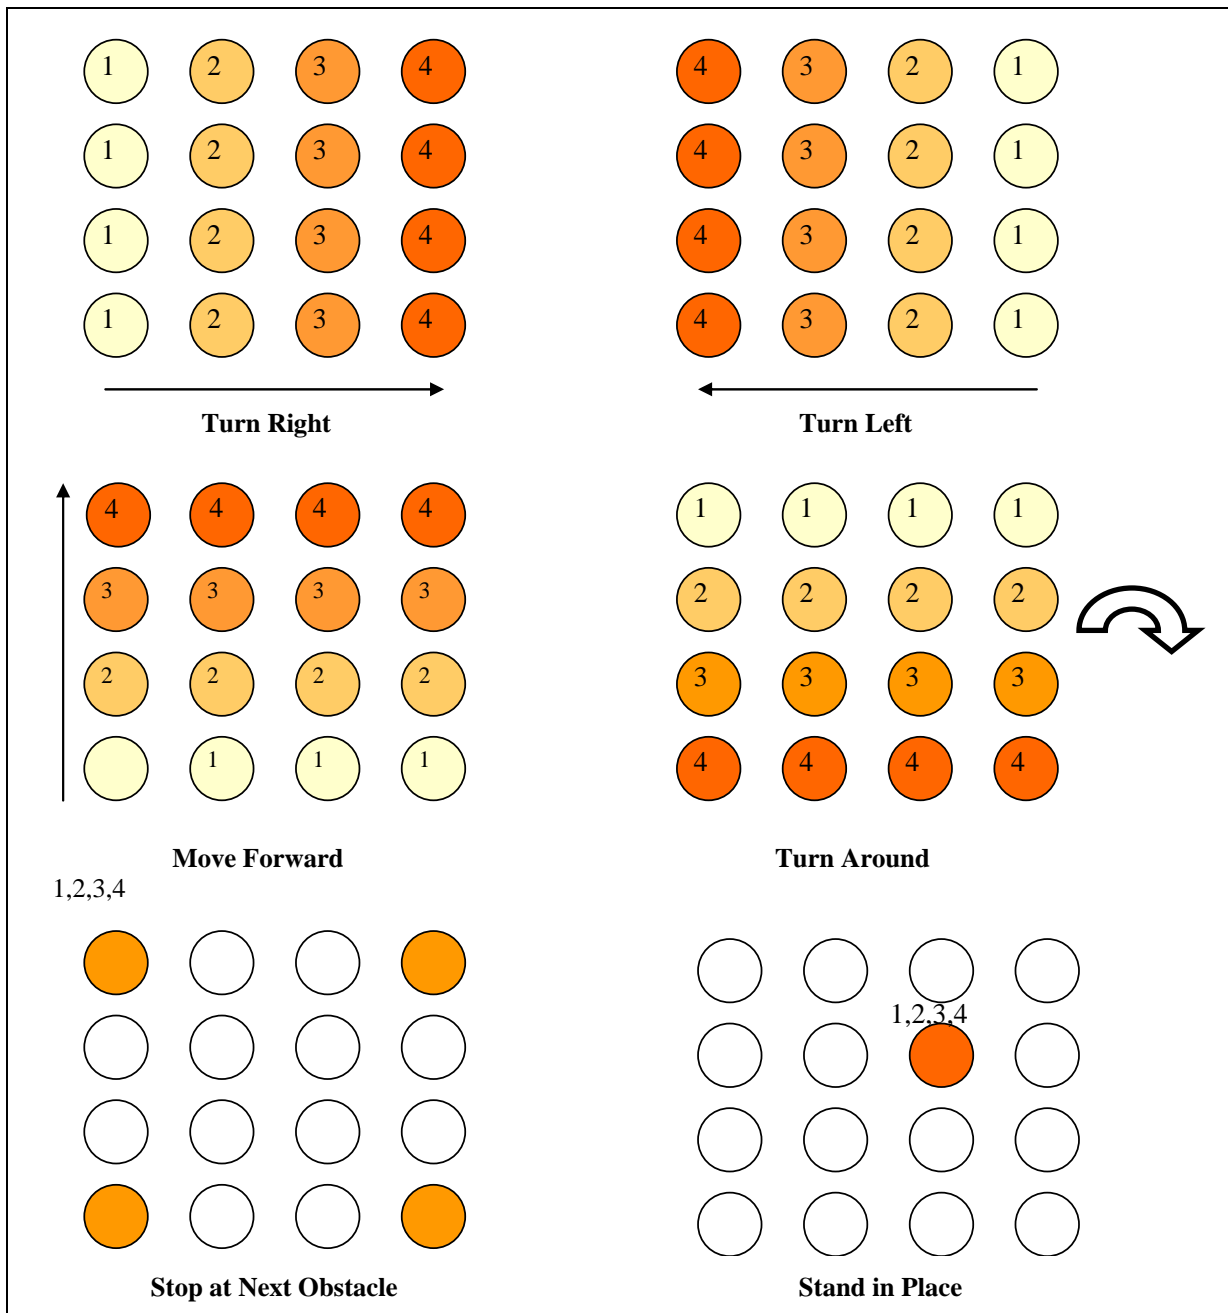 1 2 3 4
1 2 3 4
1 2 3 4
1 2 3 4
Turn Right
4 3 2 1
4 3 2 1
4 3 2 1
4 3 2 1
Turn Left
4 4 4 4
3 3 3 3
2 2 2 2
1 1 1
Move Forward
1 1 1 1
2 2 2 2
3 3 3 3
4 4 4 4
Turn Around
1,2,3,4
Stop at Next Obstacle
1,2,3,4
Stand in Place